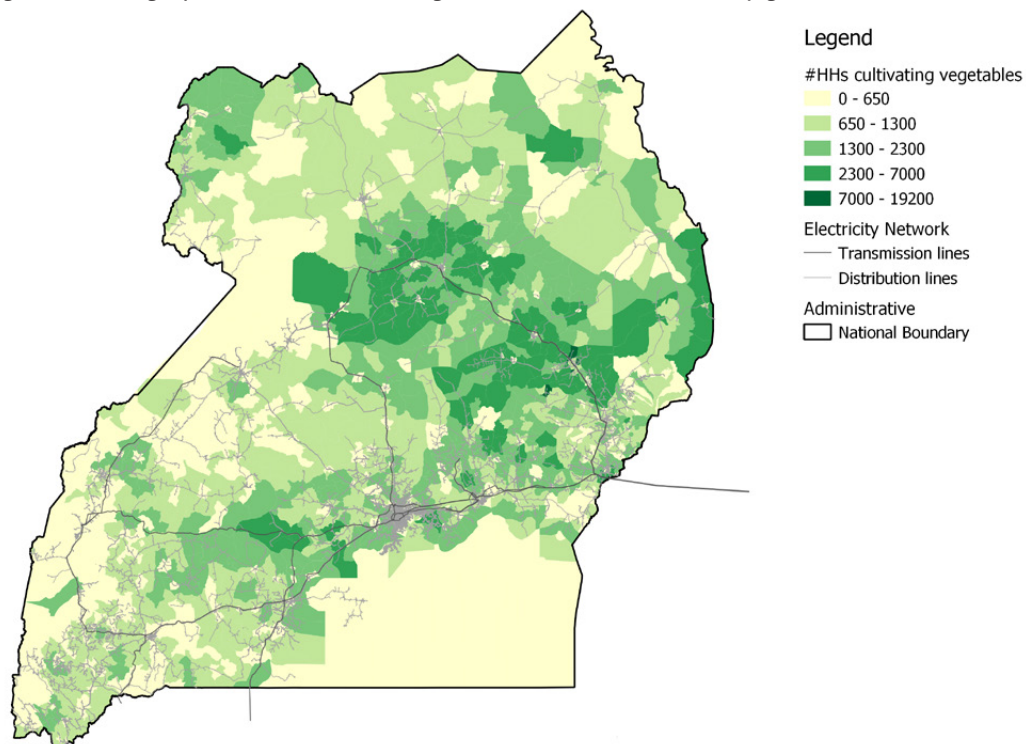 Legend
#HHs cultivating vegetables
0 - 650
650 - 1300
1300 - 2300
2300 - 7000
7000 - 19200
Electricity Network
Transmission lines
Distribution lines
Administrative
National Boundary